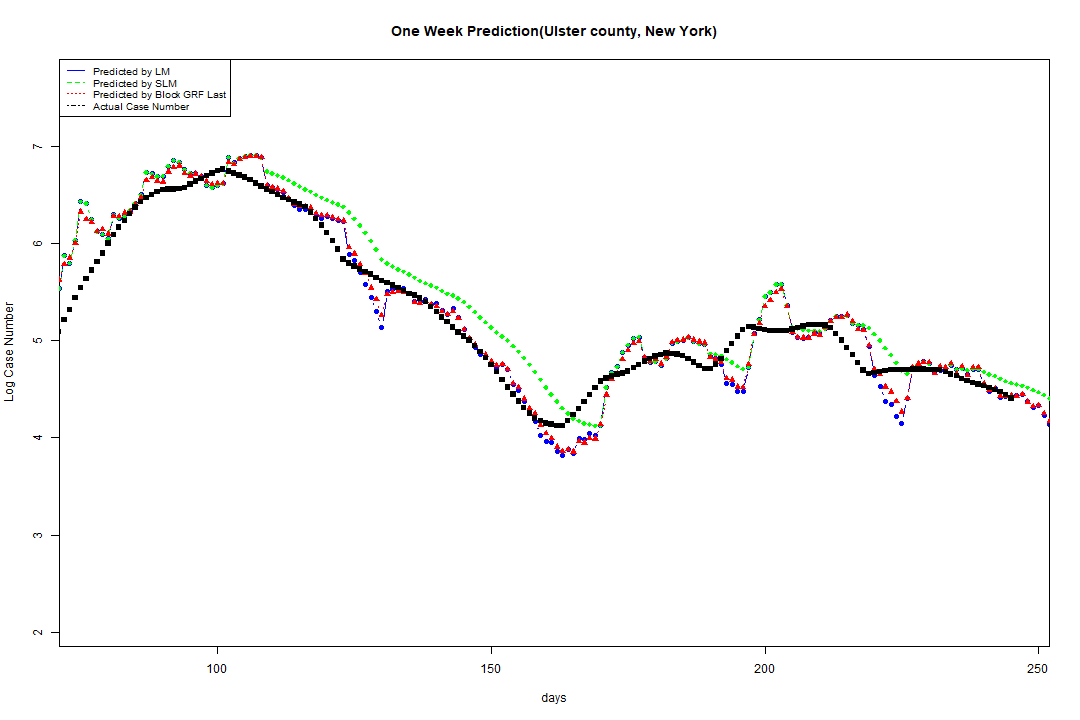 One Week Prediction(Ulster county, New York)
Predicted by LM
Predicted by SLM
Predicted by Block GRF Last
Actual Case Number
Log Case Number
7
6
5
4
3
2
100 150 200 250
days